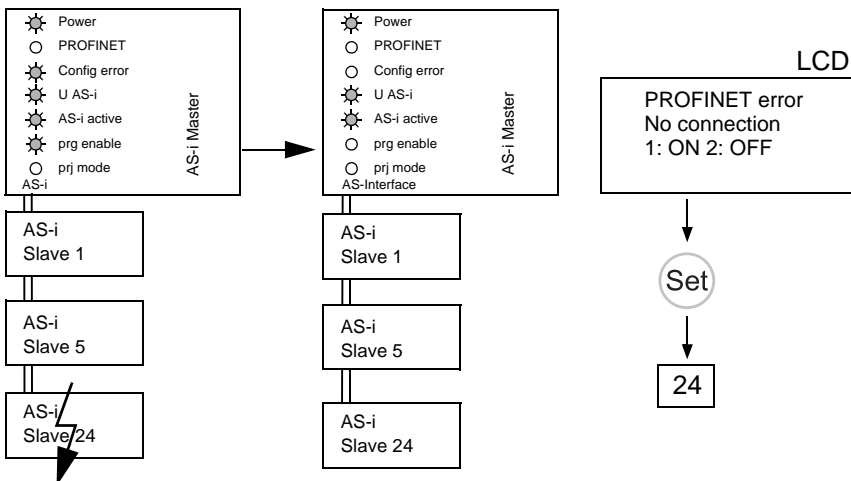 Power
PROFINET
Config error
U AS-i
AS-i active
prg enable
prj mode
AS-i
AS-i Master
AS-i
Slave 1
AS-i
Slave 5
AS-i
Slave 24
Power
PROFINET
Config error
U AS-i
AS-i active
prg enable
prj mode
AS-Interface
AS-i Master
AS-i
Slave 1
AS-i
Slave 5
AS-i
Slave 24
LCD
PROFINET error
No connection
1: ON 2: OFF
Set
24